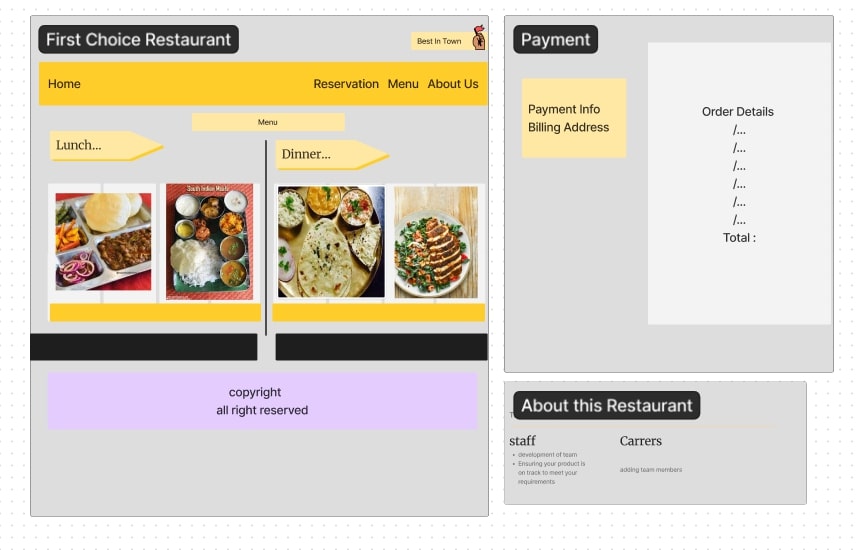 First Choice Restaurant
Best In Town
Home
Reservation
Menu
About Us
Menu
Lunch...
Dinner...
South Indian Meals
copyright
all right reserved
Payment
Payment Info
Billing Address
Order Details
/...
/...
/...
/...
/...
/...
Total :
About this Restaurant
staff
development of team
Ensuring your product is
on track to meet your
requirements
Carrers
adding team members